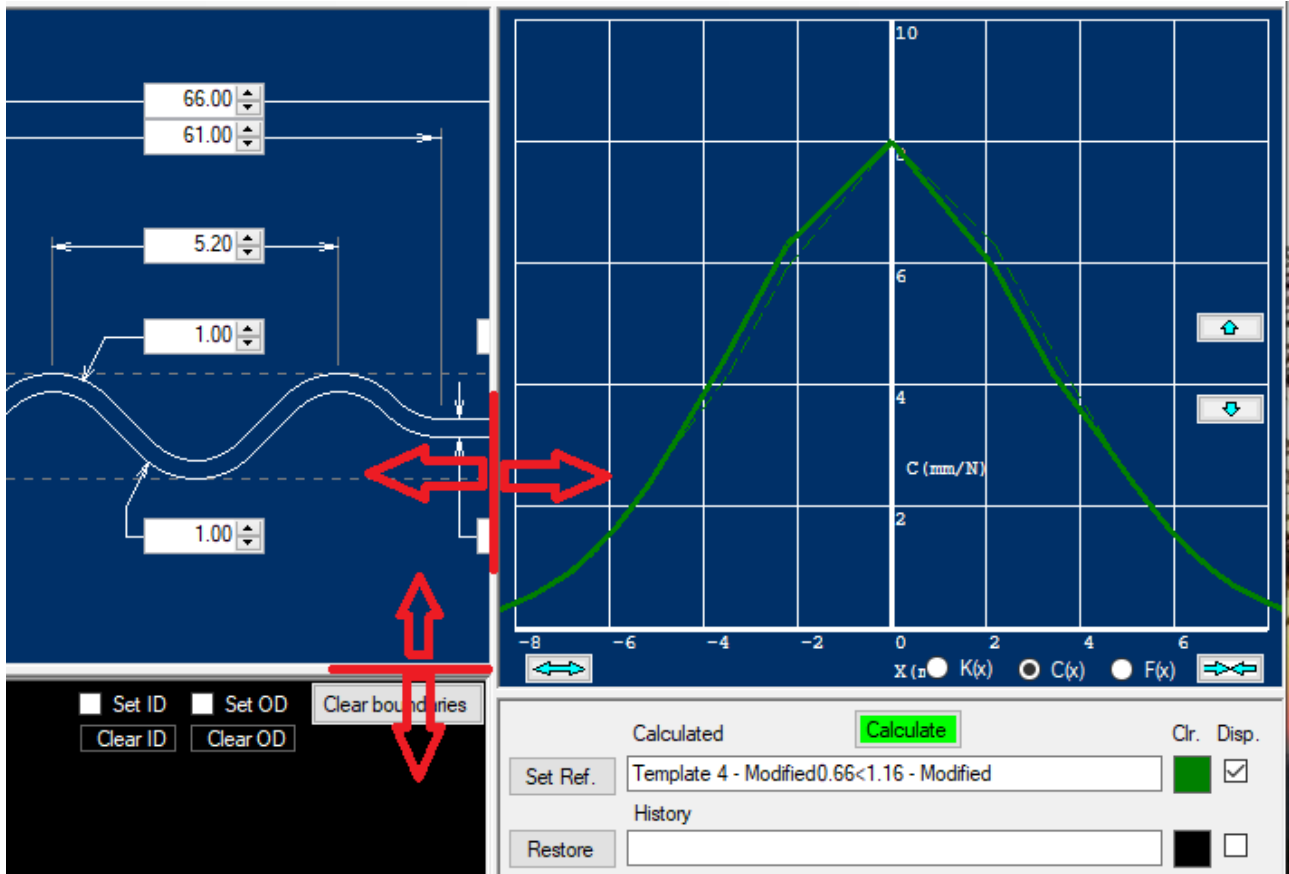 66.00
61.00
5.20
1.00
1.00
Set ID
Set OD
Clear boundaries
Clear ID
Clear OD
10
8
6
4
C(mm/N)
2
-8
-6
-4
-2
0
2
4
6
X(m
K(x)
C(x)
F(x)
Calculated
Calculate
Clr.
Disp.
Set Ref.
Template 4 - Modified0.66<1.16 - Modified
History
Restore